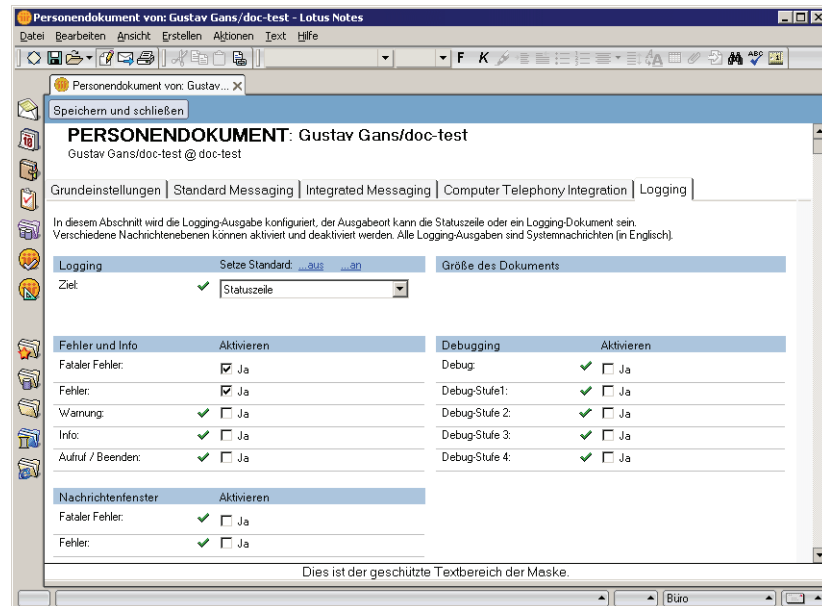 Personendokument von: Gustav Gans/doc-test - Lotus Notes
Datei Bearbeiten Ansicht Erstellen Aktionen Text Hilfe
F K
Personendokument von: Gustav...
Speichern und schließen
PERSONENDOKUMENT: Gustav Gans/doc-test
Gustav Gans/doc-test @ doc-test
Grundeinstellungen Standard Messaging Integrated Messaging Computer Telephony Integration Logging
In diesem Abschnitt wird die Logging-Ausgabe konfiguriert, der Ausgabeort kann die Statuszeile oder ein Logging-Dokument sein.
Verschiedene Nachrichtenebenen können aktiviert und deaktiviert werden. Alle Logging-Ausgaben sind Systemnachrichten (in Englisch).
Logging Setze Standard: ...aus ...an Größe des Dokuments
Ziel: Statuszeile
Fehler und Info Aktivieren Debugging Aktivieren
Fataler Fehler: Ja Debug: Ja
Fehler: Ja Debug-Stufe1: Ja
Warnung: Ja Debug-Stufe 2: Ja
Info: Ja Debug-Stufe 3: Ja
Aufruf / Beenden: Ja Debug-Stufe 4: Ja
Nachrichtenfenster Aktivieren
Fataler Fehler: Ja
Fehler: Ja
Dies ist der geschützte Textbereich der Maske.
Büro